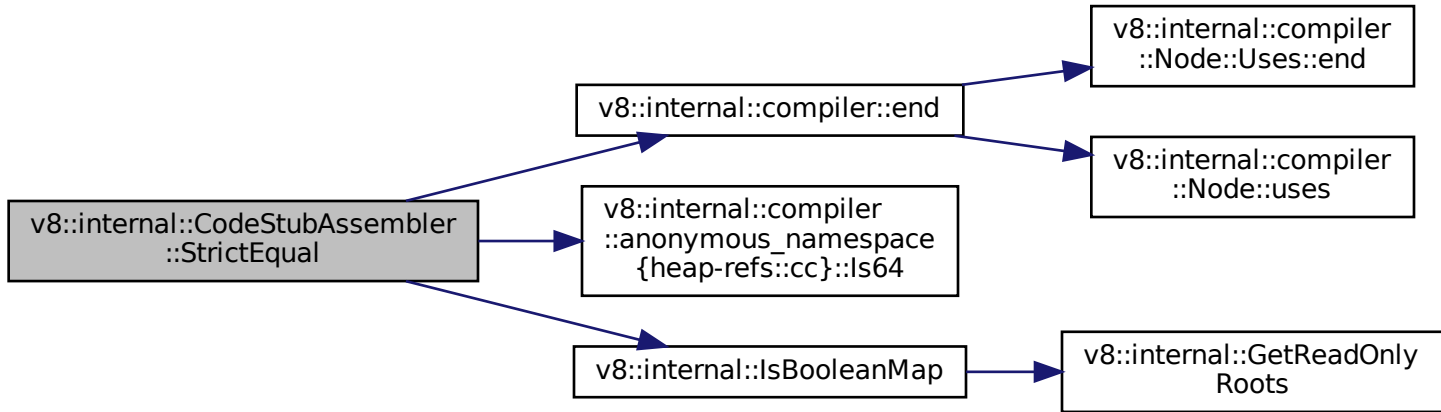 v8::internal::CodeStubAssembler
::StrictEqual
v8::internal::compiler::end
v8::internal::compiler
::Node::Uses::end
v8::internal::compiler
::Node::uses
v8::internal::compiler
::anonymous_namespace
{heap-refs::cc}::Is64
v8::internal::IsBooleanMap
v8::internal::GetReadOnly
Roots